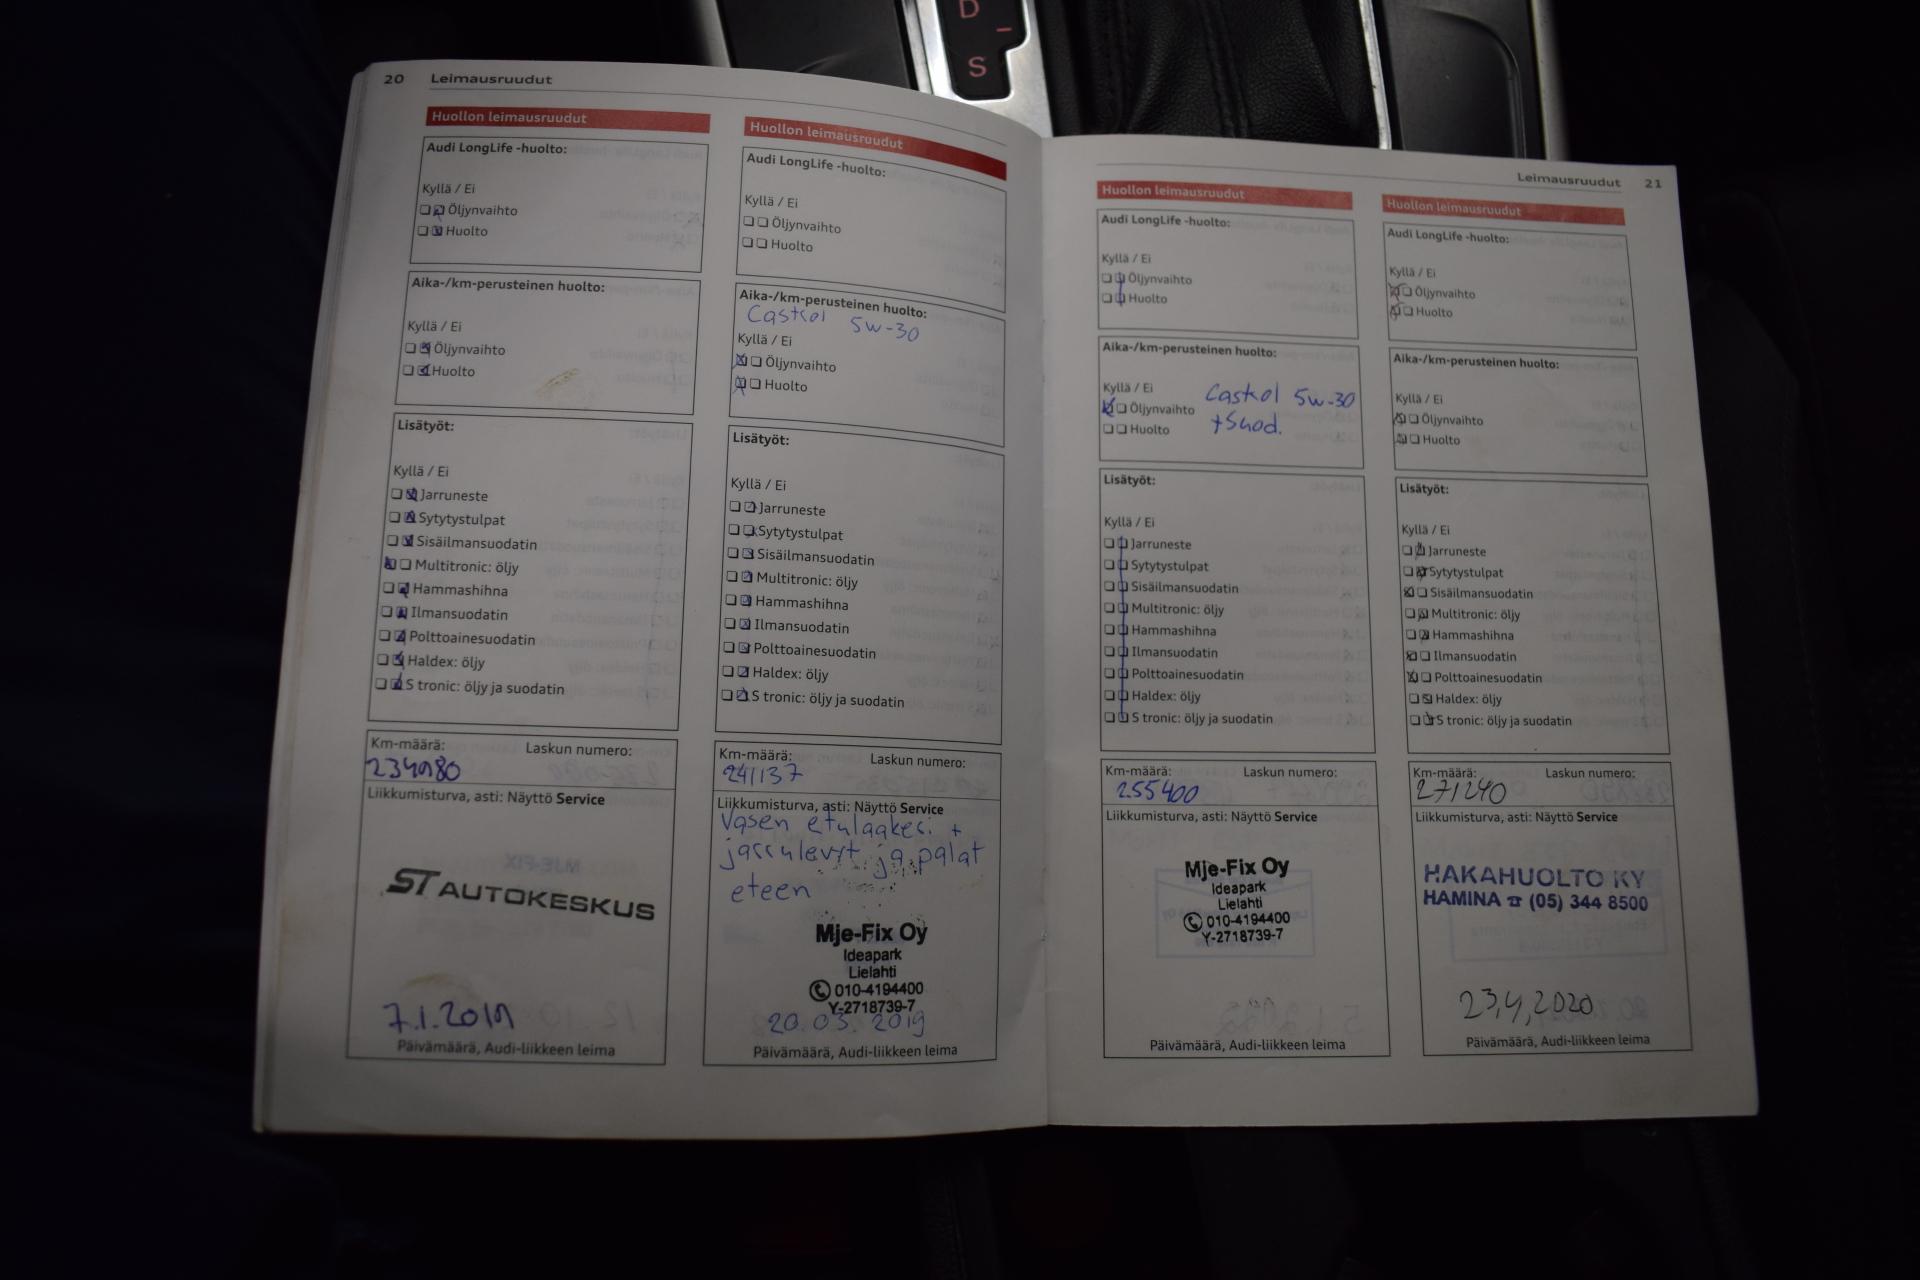 D
-
S
20 Leimausruudut
Huollon leimausruudut
Audi LongLife -huolto:
Kyllä / Ei
Öljynvaihto
Huolto
Aika-/km-perusteinen huolto:
Kyllä / Ei
Öljynvaihto
Huolto
Lisätyöt:
Kyllä / Ei
Jarruneste
Sytytystulpat
Sisäilmansuodatin
Multitronic: öljy
Hammashihna
Ilmansuodatin
Polttoainesuodatin
Haldex: öljy
S tronic: öljy ja suodatin
Km-määrä: Laskun numero:
Liikkumisturva, asti: Näyttö Service
ST AUTOKESKUS
7.1.2019
Päivämäärä, Audi-liikkeen leima
Huollon leimausruudut
Audi LongLife -huolto:
Kyllä / Ei
Öljynvaihto
Huolto
Aika-/km-perusteinen huolto:
Castrol 5w-30
Kyllä / Ei
Öljynvaihto
Huolto
Lisätyöt:
Kyllä / Ei
Jarruneste
Sytytystulpat
Sisäilmansuodatin
Multitronic: öljy
Hammashihna
Ilmansuodatin
Polttoainesuodatin
Haldex: öljy
S tronic: öljy ja suodatin
Km-määrä: Laskun numero:
241137
Liikkumisturva, asti: Näyttö Service
Vasen etulaakeri +
jarrulevyt ja palat
eteen
Mje-Fix Oy
Ideapark
Lielahti
010-4194400
Y-2718739-7
20.03.2019
Päivämäärä, Audi-liikkeen leima
Leimausruudut 21
Huollon leimausruudut
Audi LongLife -huolto:
Kyllä / Ei
Öljynvaihto
Huolto
Aika-/km-perusteinen huolto:
Kyllä / Ei
Castrol 5w-30
Öljynvaihto
+Suod.
Huolto
Lisätyöt:
Kyllä / Ei
Jarruneste
Sytytystulpat
Sisäilmansuodatin
Multitronic: öljy
Hammashihna
Ilmansuodatin
Polttoainesuodatin
Haldex: öljy
S tronic: öljy ja suodatin
Km-määrä: Laskun numero:
255400
Liikkumisturva, asti: Näyttö Service
Mje-Fix Oy
Ideapark
Lielahti
010-4194400
Y-2718739-7
Päivämäärä, Audi-liikkeen leima
Huollon leimausruudut
Audi LongLife -huolto:
Kyllä / Ei
Öljynvaihto
Huolto
Aika-/km-perusteinen huolto:
Kyllä / Ei
Öljynvaihto
Huolto
Lisätyöt:
Kyllä / Ei
Jarruneste
Sytytystulpat
Sisäilmansuodatin
Multitronic: öljy
Hammashihna
Ilmansuodatin
Polttoainesuodatin
Haldex: öljy
S tronic: öljy ja suodatin
Km-määrä: Laskun numero:
271240
Liikkumisturva, asti: Näyttö Service
HAKAHUOLTO KY
HAMINA ☎ (05) 344 8500
23,4,2020
Päivämäärä, Audi-liikkeen leima